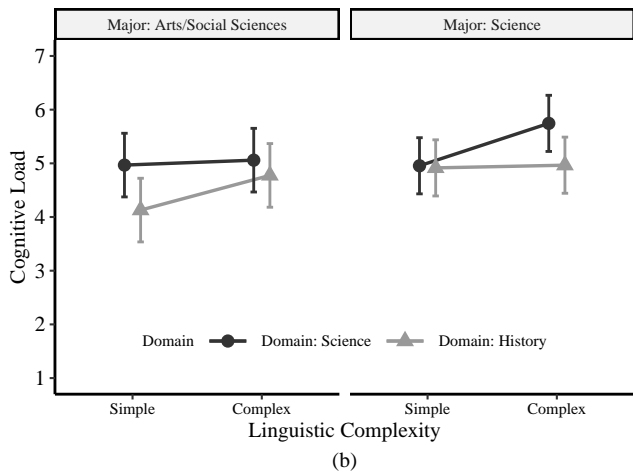 Major: Arts/Social Sciences
Major: Science
Cognitive Load
7
6
5
4
3
2
1
Domain Domain: Science Domain: History
Simple Complex Simple Complex
Linguistic Complexity
(b)